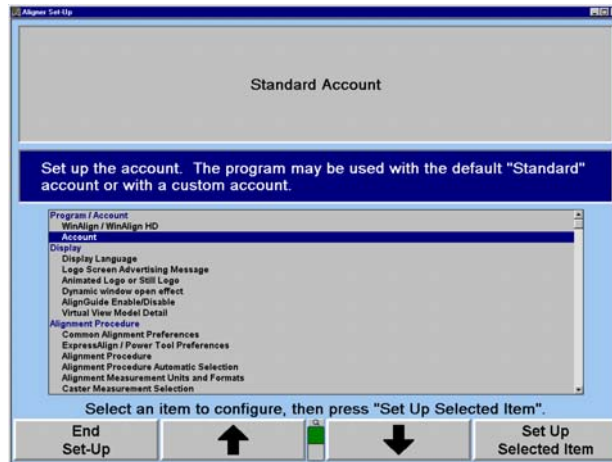 Aligner Set-Up
Standard Account
Set up the account.  The program may be used with the default "Standard"
account or with a custom account.
Program / Account
WinAlign / WinAlign HD
Account
Display
Display Language
Logo Screen Advertising Message
Animated Logo or Still Logo
Dynamic window open effect
AlignGuide Enable/Disable
Virtual View Model Detail
Alignment Procedure
Common Alignment Preferences
ExpressAlign / Power Tool Preferences
Alignment Procedure
Alignment Procedure Automatic Selection
Alignment Measurement Units and Formats
Caster Measurement Selection
Select an item to configure, then press "Set Up Selected Item".
End
Set-Up
Set Up
Selected Item